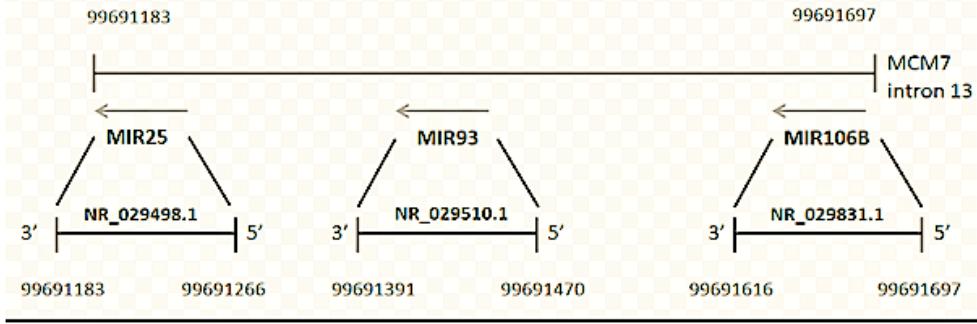 99691183
99691697
MCM7
intron 13
MIR25
MIR93
MIR106B
NR_029498.1
NR_029510.1
NR_029831.1
3’ 5’ 3’ 5’ 3’ 5’
99691183 99691266 99691391 99691470 99691616 99691697